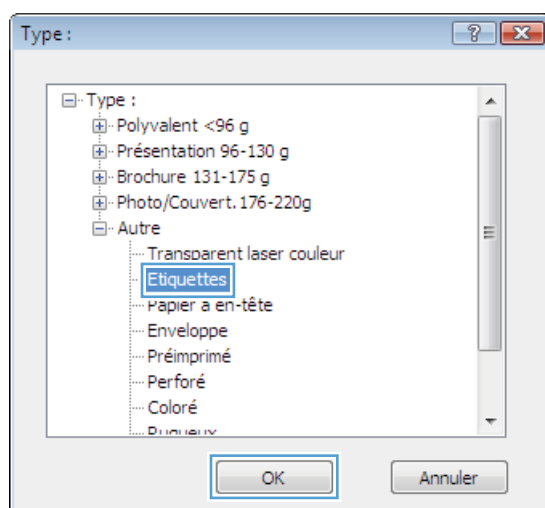 Type :
Type :
Polyvalent <96 g
Présentation 96-130 g
Brochure 131-175 g
Photo/Couvert. 176-220g
Autre
Transparent laser couleur
Etiquettes
Papier à en-tête
Enveloppe
Préimprimé
Perforé
Coloré
Rugueux
OK Annuler